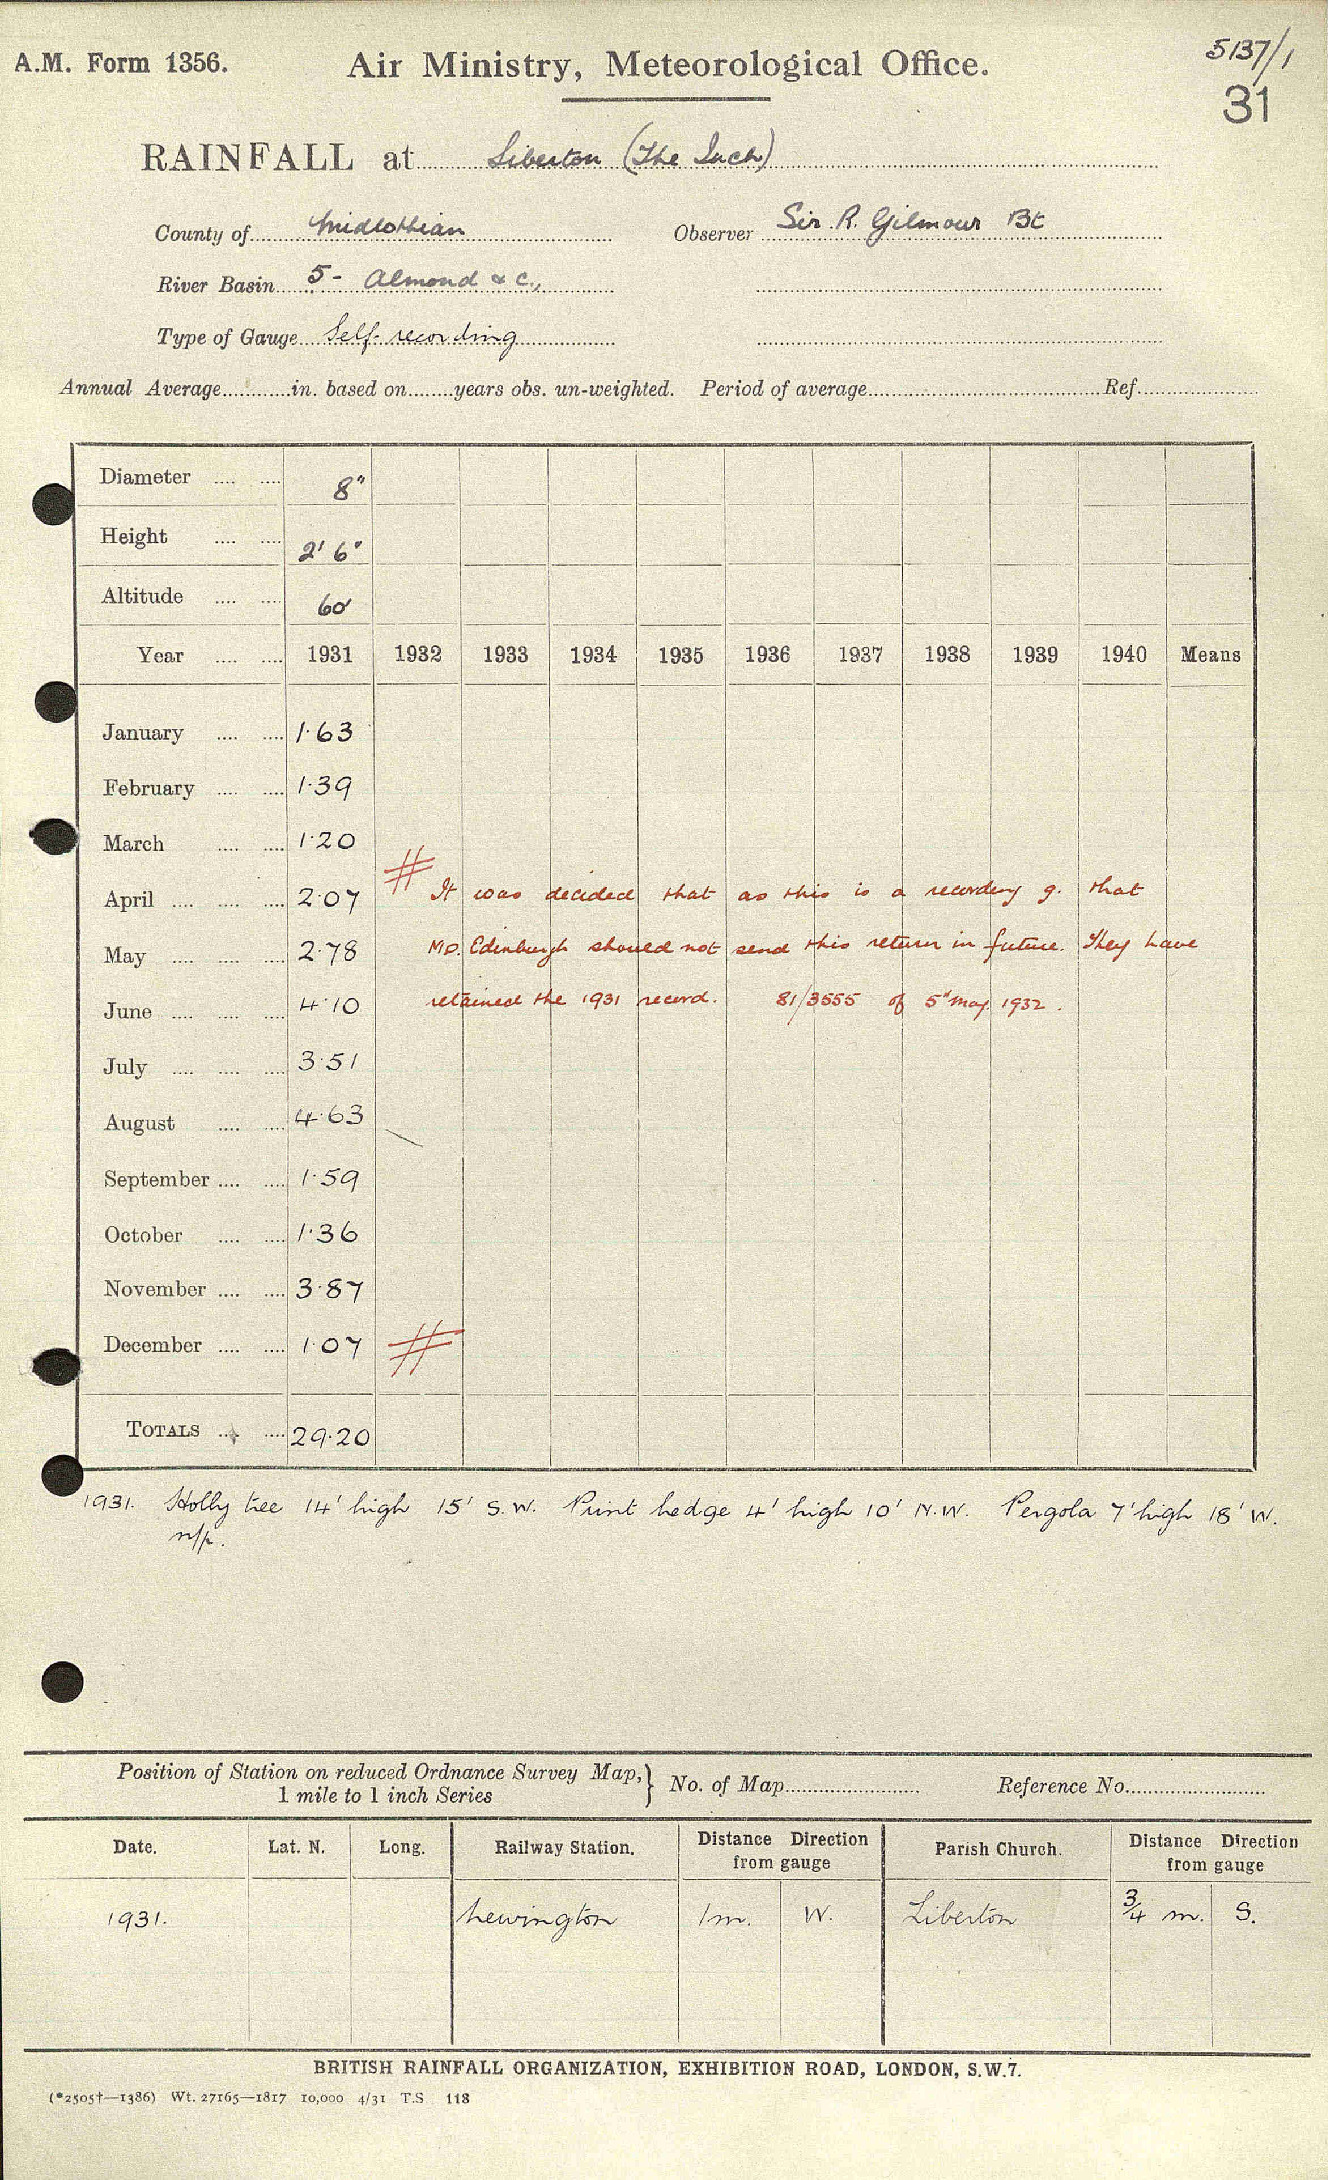 A.M. Form 1356. Air Ministry, Meteorological Office. 5137/1
31
RAINFALL at Liberton (The Inch)
County of Midlothian Observer Sir R. Gilmour Bt
River Basin 5 - Almond & c.,
Type of Gauge Self-recording
Annual Average in. based on years obs. un-weighted. Period of average Ref.
Diameter 8"
Height 2' 6"
Altitude 60'
Year 1931 1932 1933 1934 1935 1936 1937 1938 1939 1940 Means
January 1.63
February 1.39
March 1.20
April 2.07 # It was decided that as this is a recording g. that
May 2.78 MO. Edinburgh should not send this return in future. They have
June 4.10 retained the 1931 record. 81/3555 of 5th May 1932.
July 3.51
August 4.63
September 1.59
October 1.36
November 3.87
December 1.07 #
TOTALS 29.20
1931. Holly tree 14' high 15' S.W. hedge 4' high 10' N.W. Pergola 7' high 18' W.
n/r.
Position of Station on reduced Ordnance Survey Map, } No. of Map Reference No.
1 mile to 1 inch Series
Date. Lat. N. Long. Railway Station. Distance Direction from gauge Parish Church. Distance Direction from gauge
1931. Newington 1 m. W. Liberton 3/4 m. S.
BRITISH RAINFALL ORGANIZATION, EXHIBITION ROAD, LONDON, S.W.7.
(*2505†—1386) Wt. 27165—1817 10,000 4/31 T.S 118